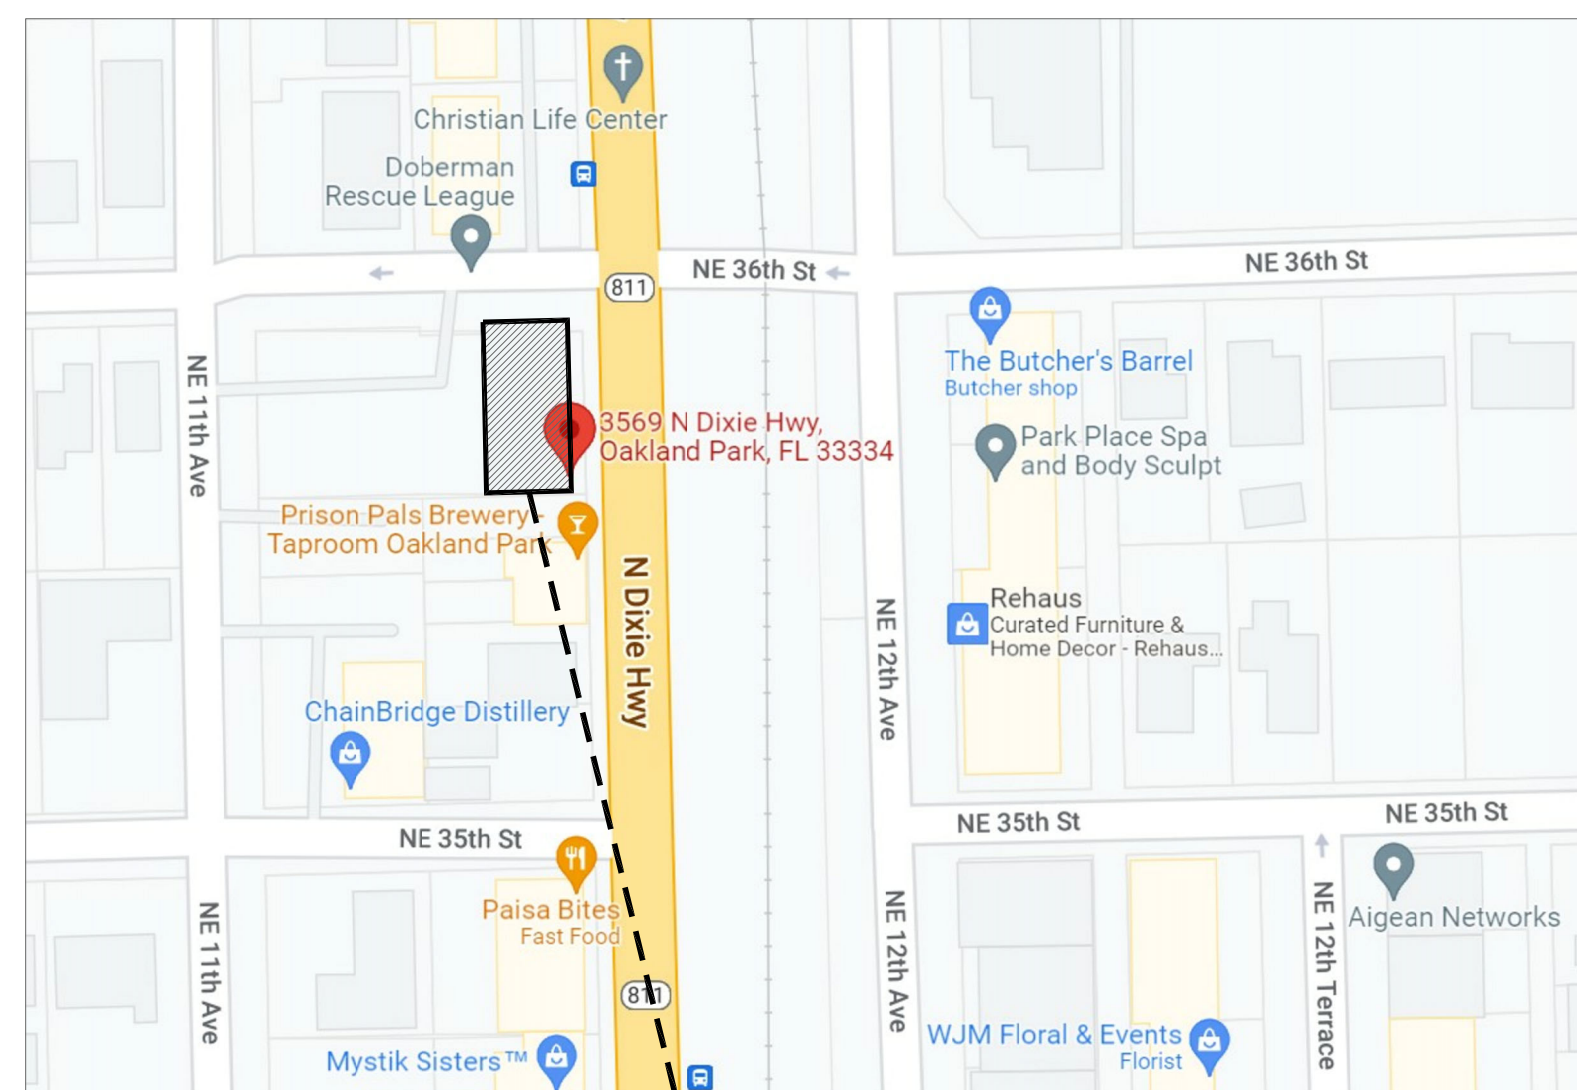 Christian Life Center
Doberman
Rescue League
NE 36th St
NE 36th St
811
The Butcher's Barrel
Butcher shop
NE 11th Ave
3569 N Dixie Hwy,
Oakland Park, FL 33334
Park Place Spa
and Body Sculpt
Prison Pals Brewery -
Taproom Oakland Park
N Dixie Hwy
NE 12th Ave
Rehaus
Curated Furniture &
Home Decor - Rehaus...
ChainBridge Distillery
NE 35th St
NE 35th St
NE 35th St
Paisa Bites
Fast Food
NE 11th Ave
NE 12th Ave
NE 12th Terrace
Aigean Networks
811
WJM Floral & Events
Florist
Mystik Sisters™